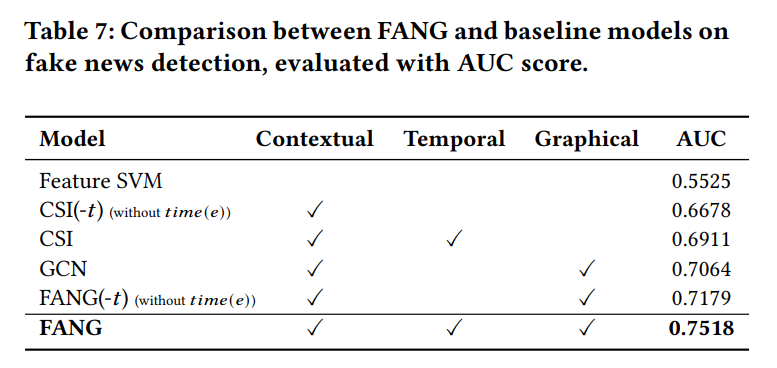 Table 7: Comparison between FANG and baseline models on
fake news detection, evaluated with AUC score.
Model Contextual Temporal Graphical AUC
Feature SVM 0.5525
CSI(-t) (without time(e)) ✓ 0.6678
CSI ✓ ✓ 0.6911
GCN ✓ ✓ 0.7064
FANG(-t) (without time(e)) ✓ ✓ 0.7179
FANG ✓ ✓ ✓ 0.7518